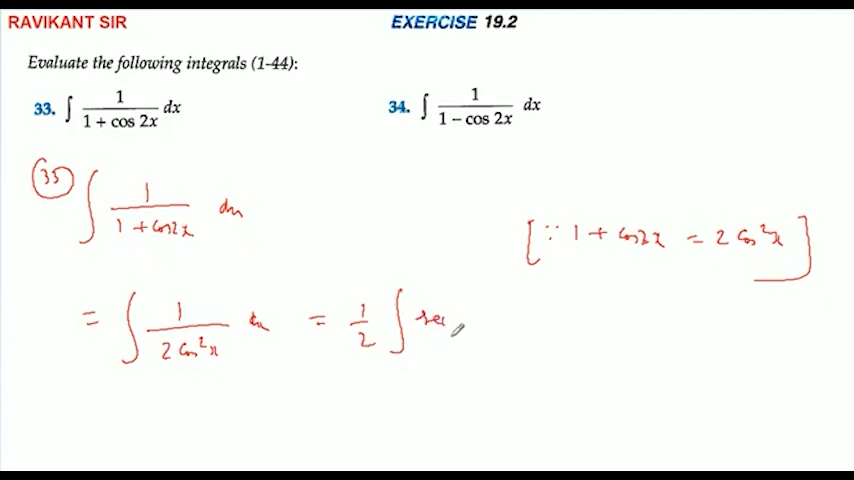 RAVIKANT SIR EXERCISE 19.2
Evaluate the following integrals (1-44):
33. ∫ 1/(1 + cos 2x) dx 34. ∫ 1/(1 − cos 2x) dx
33
∫ 1/(1 + cos2x) dx [∵ 1 + cos2x = 2 cos²x]
= ∫ 1/(2 cos²x) dx = 1/2 ∫ sec